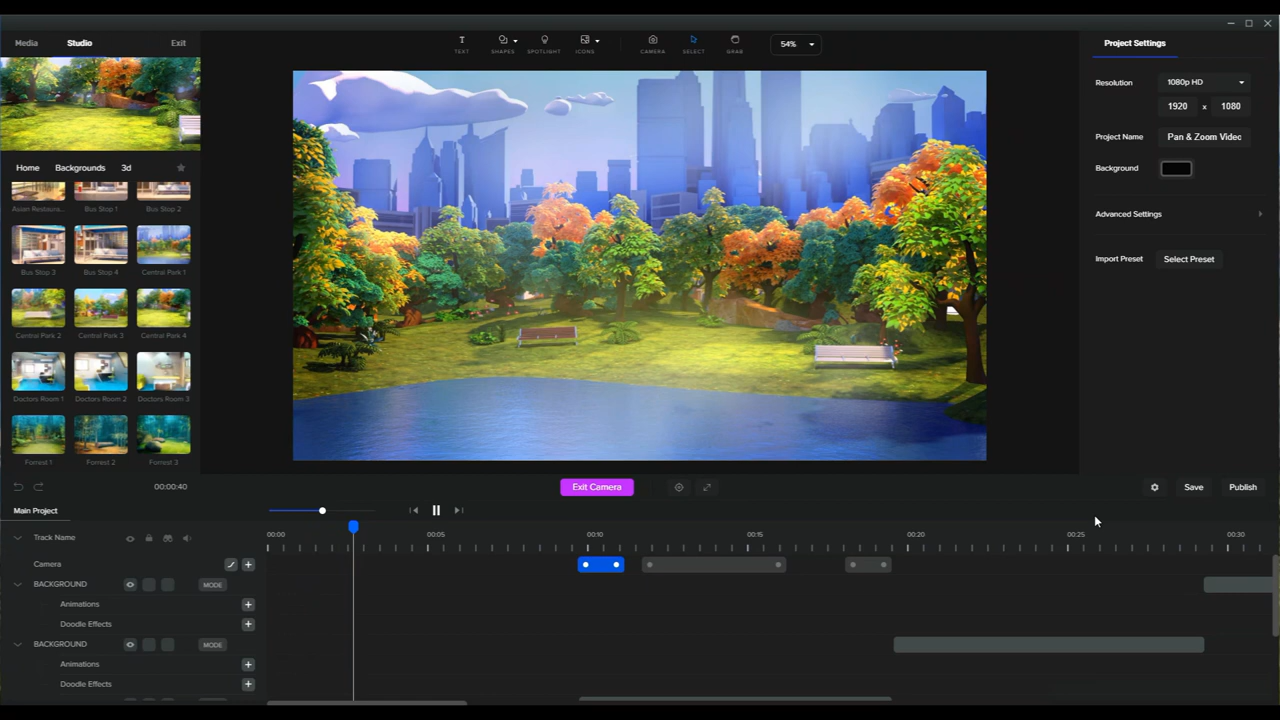 Media Studio Exit
TEXT SHAPES SPOTLIGHT ICONS CAMERA SELECT GRAB 54%
Project Settings
Resolution 1080p HD
1920 x 1080
Project Name Pan & Zoom Video
Background
Advanced Settings
Import Preset Select Preset
Home Backgrounds 3d
Asian Restaura... Bus Stop 1 Bus Stop 2
Bus Stop 3 Bus Stop 4 Central Park 1
Central Park 2 Central Park 3 Central Park 4
Doctors Room 1 Doctors Room 2 Doctors Room 3
Forrest 1 Forrest 2 Forrest 3
00:00:40 Exit Camera Save Publish
Main Project
Track Name 00:00 00:05 00:10 00:15 00:20 00:25 00:30
Camera
BACKGROUND MODE
Animations
Doodle Effects
BACKGROUND MODE
Animations
Doodle Effects